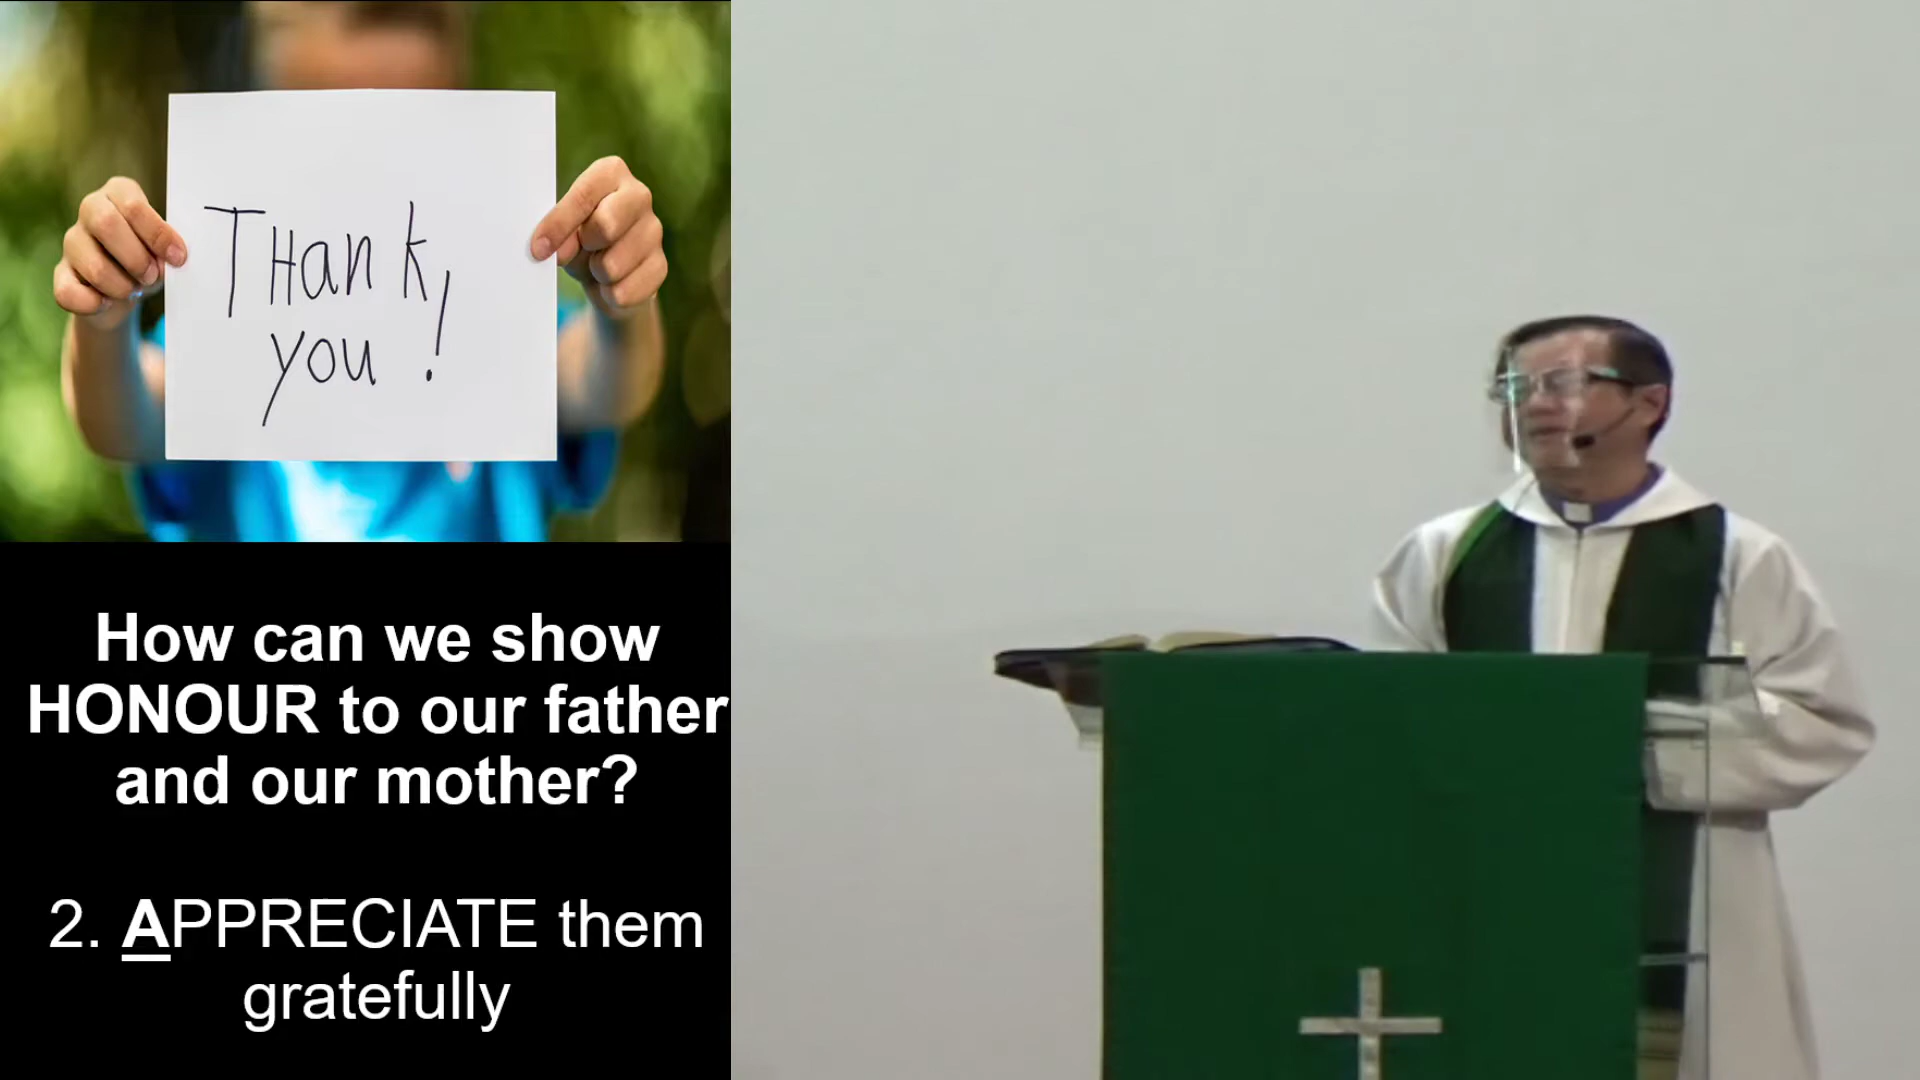 THank,
you !
How can we show
HONOUR to our father
and our mother?
2. APPRECIATE them
gratefully